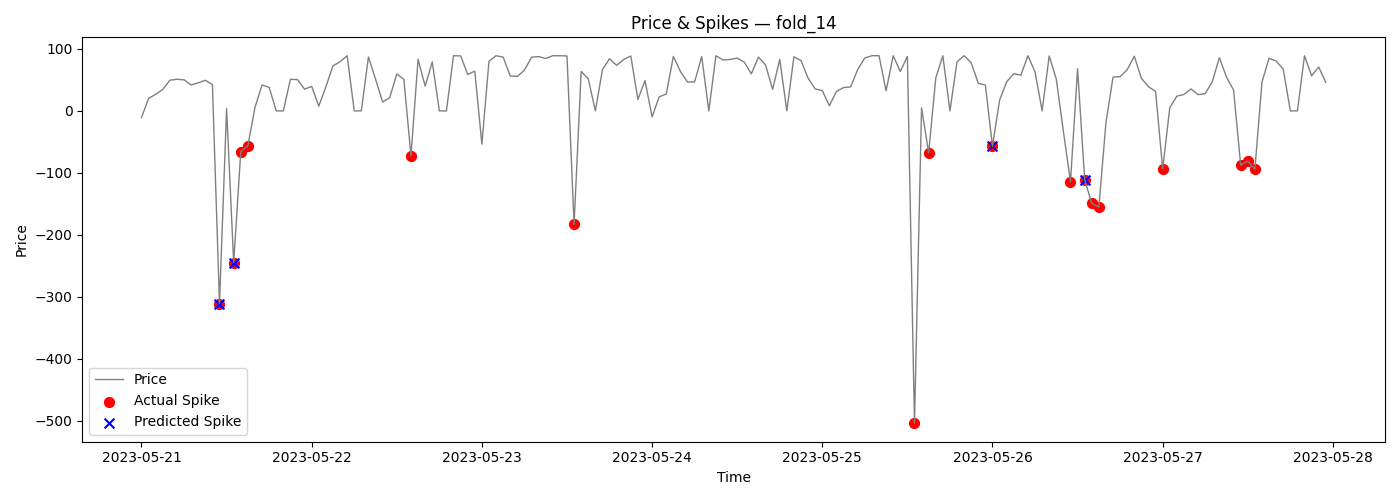 Price & Spikes — fold_14
Price
100
0
−100
−200
−300
−400
−500
Price
Actual Spike
Predicted Spike
2023-05-21
2023-05-22
2023-05-23
2023-05-24
2023-05-25
2023-05-26
2023-05-27
2023-05-28
Time